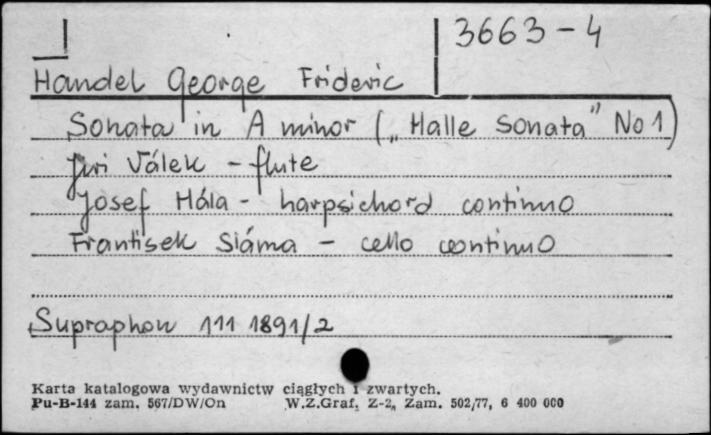 3663-4
Handel George Frideric
Sonata in A minor („Halle Sonata” No 1)
Jiri Válek - flute
Josef Hála - harpsichord continuo
Frantisek Sláma - cello continuo
Supraphon 111 1891/2
Karta katalogowa wydawnictw ciągłych i zwartych.
Pu-B-144 zam. 567/DW/On W.Z.Graf. Z-2, Zam. 502/77, 6 400 000